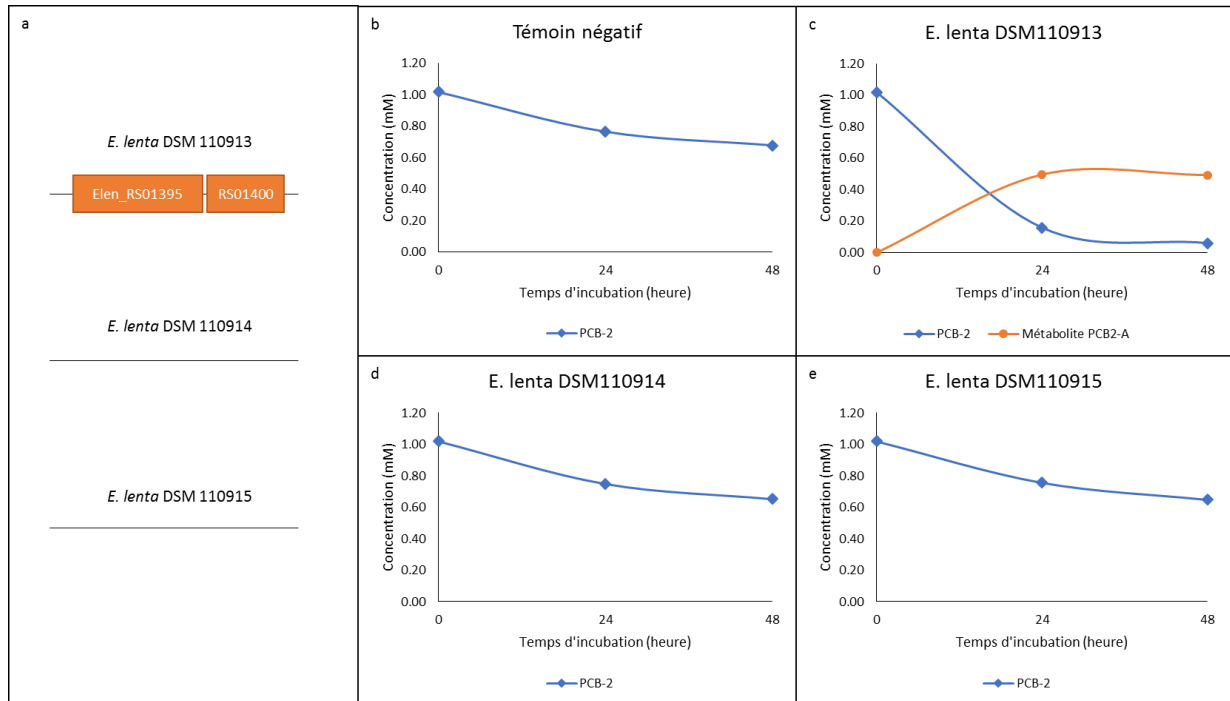 a
E. lenta DSM 110913
Elen_RS01395 RS01400
E. lenta DSM 110914
E. lenta DSM 110915
b
Témoin négatif
Concentration (mM)
1.20
1.00
0.80
0.60
0.40
0.20
0.00
0 24 48
Temps d'incubation (heure)
PCB-2
c
E. lenta DSM110913
Concentration (mM)
1.20
1.00
0.80
0.60
0.40
0.20
0.00
0 24 48
Temps d'incubation (heure)
PCB-2 Métabolite PCB2-A
d
E. lenta DSM110914
Concentration (mM)
1.20
1.00
0.80
0.60
0.40
0.20
0.00
0 24 48
Temps d'incubation (heure)
PCB-2
e
E. lenta DSM110915
Concentration (mM)
1.20
1.00
0.80
0.60
0.40
0.20
0.00
0 24 48
Temps d'incubation (heure)
PCB-2